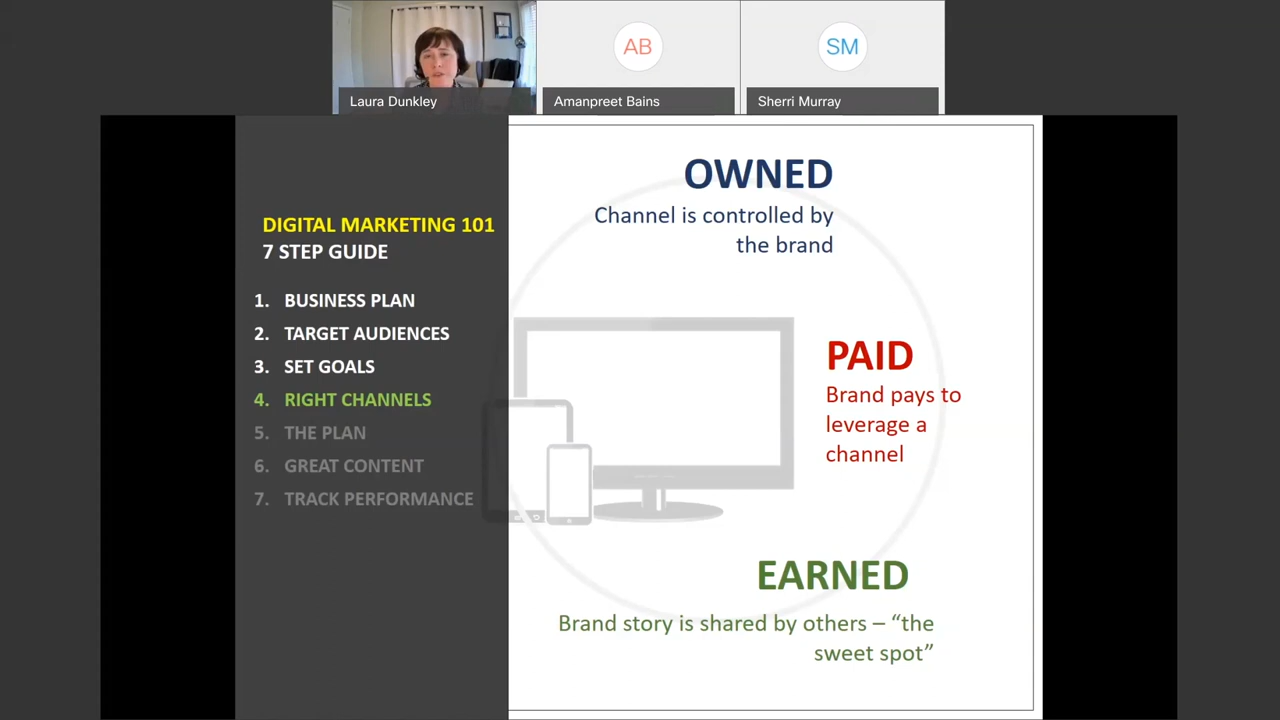 AB
SM
Laura Dunkley
Amanpreet Bains
Sherri Murray
DIGITAL MARKETING 101
7 STEP GUIDE
1. BUSINESS PLAN
2. TARGET AUDIENCES
3. SET GOALS
4. RIGHT CHANNELS
5. THE PLAN
6. GREAT CONTENT
7. TRACK PERFORMANCE
OWNED
Channel is controlled by
the brand
PAID
Brand pays to
leverage a
channel
EARNED
Brand story is shared by others – “the
sweet spot”